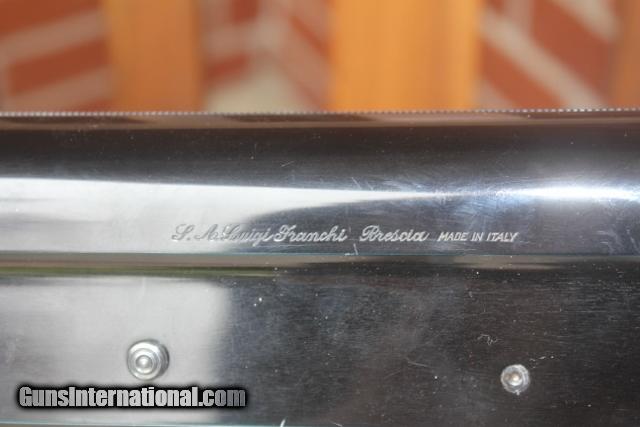 S. A. Luigi Franchi Brescia MADE IN ITALY
GunsInternational.com